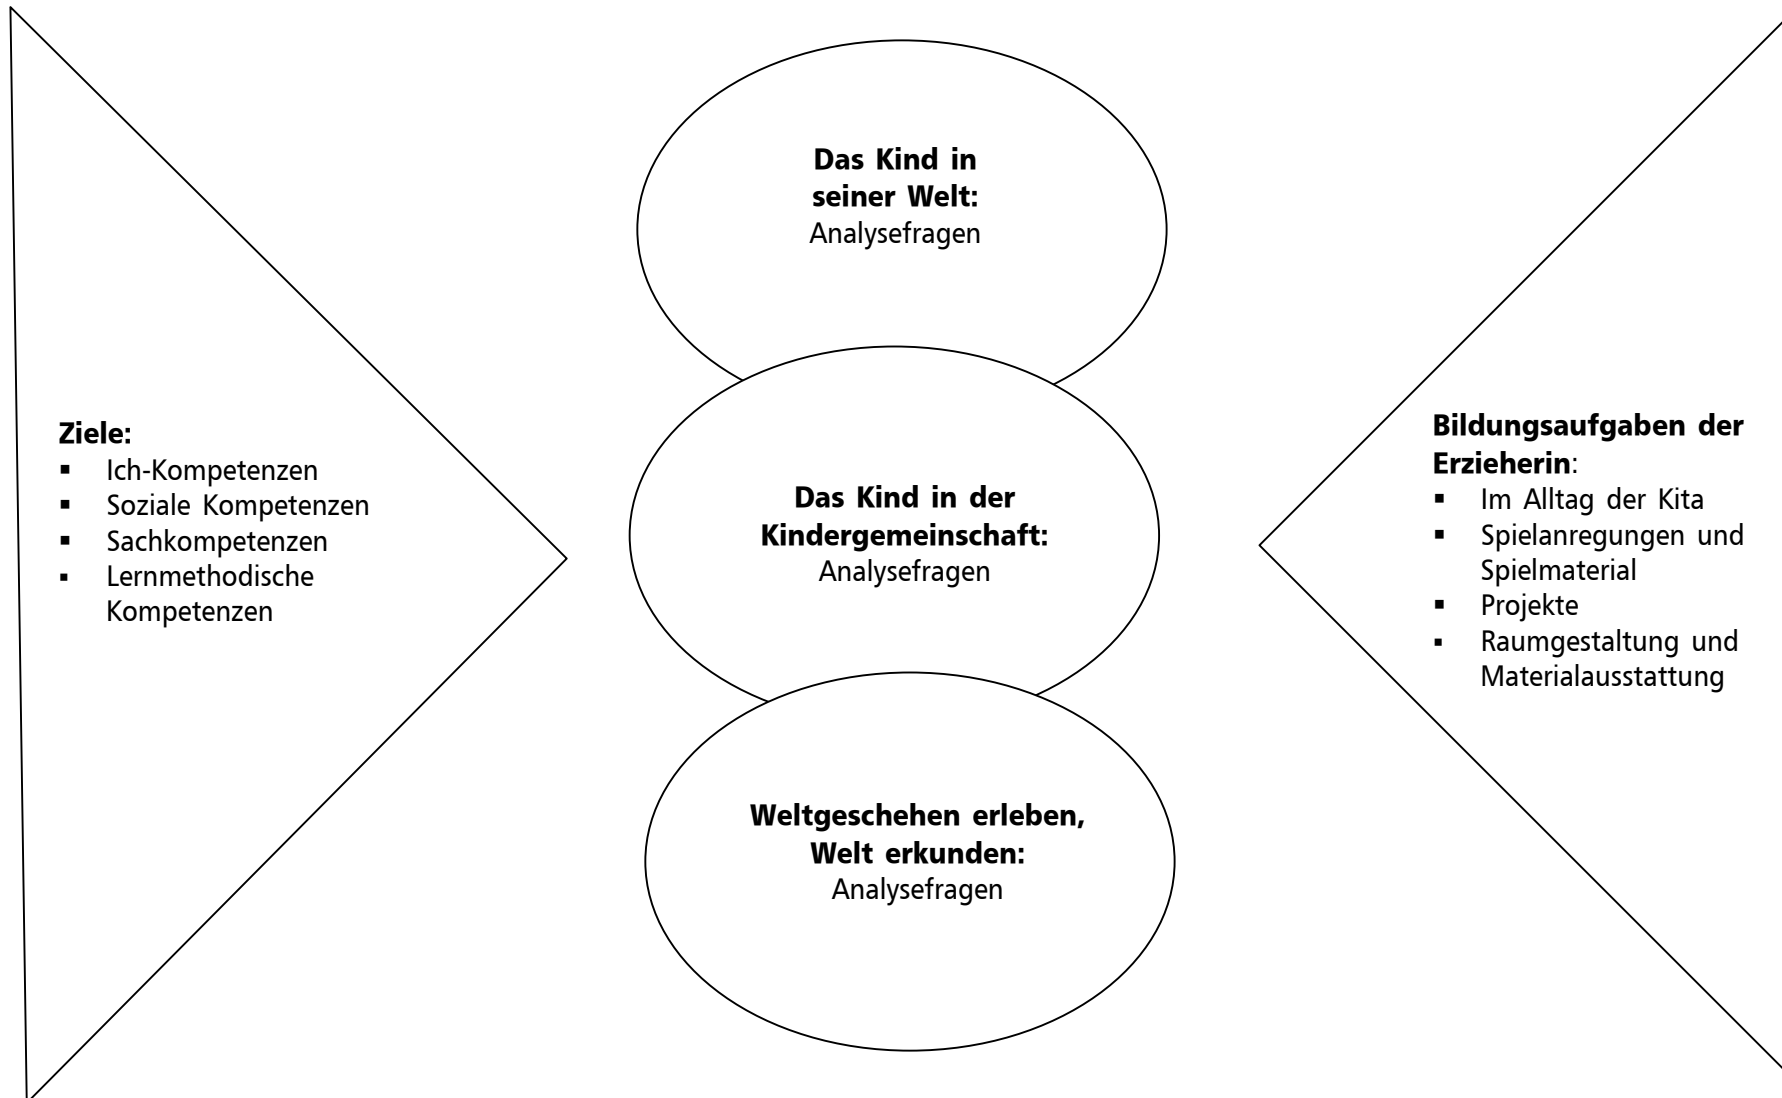 Das Kind in
seiner Welt:
Analysefragen
Ziele:
▪ Ich-Kompetenzen
▪ Soziale Kompetenzen
▪ Sachkompetenzen
▪ Lernmethodische
Kompetenzen
Das Kind in der
Kindergemeinschaft:
Analysefragen
Bildungsaufgaben der
Erzieherin:
▪ Im Alltag der Kita
▪ Spielanregungen und
Spielmaterial
▪ Projekte
▪ Raumgestaltung und
Materialausstattung
Weltgeschehen erleben,
Welt erkunden:
Analysefragen